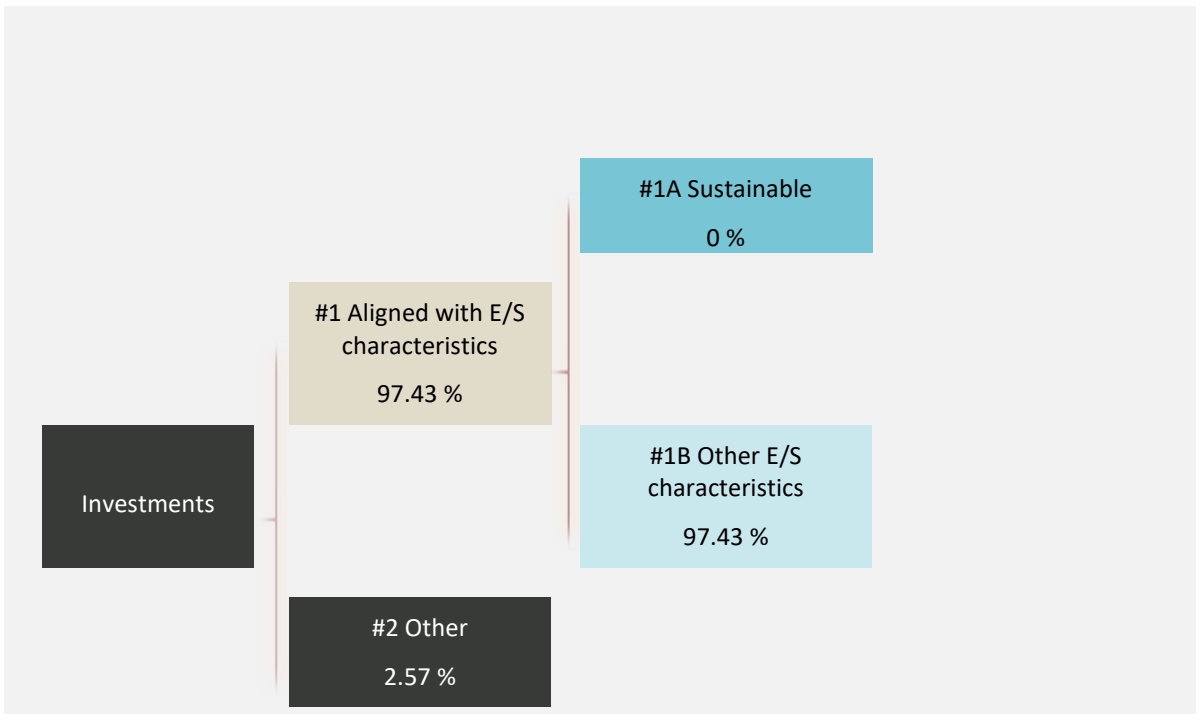 #1A Sustainable
0 %
#1 Aligned with E/S
characteristics
97.43 %
#1B Other E/S
characteristics
97.43 %
Investments
#2 Other
2.57 %